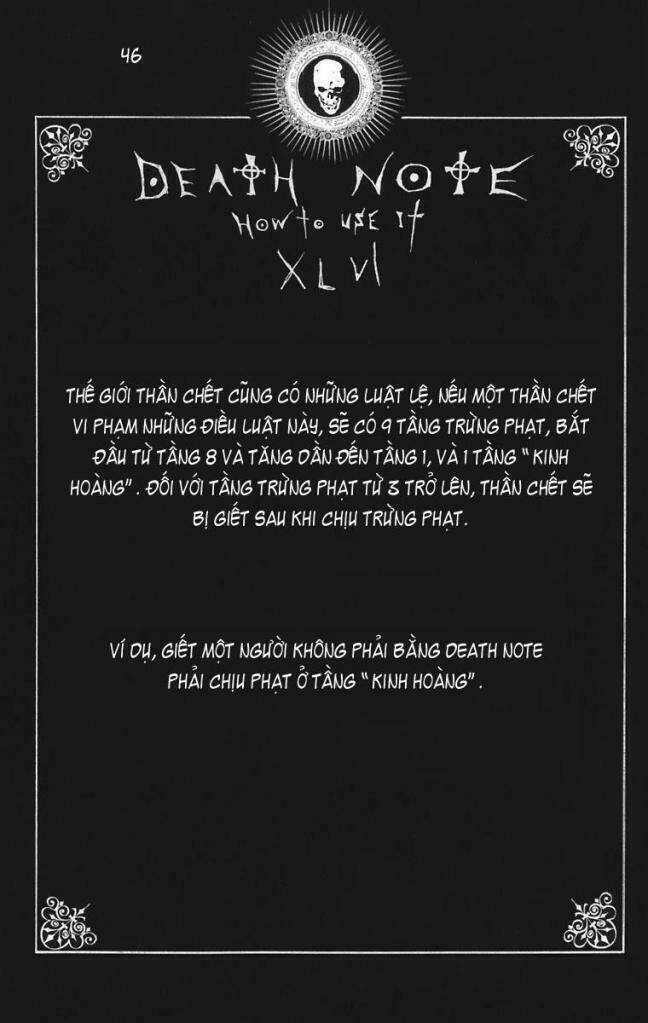 46
DEATH NOTE
HOW TO USE IT
XLVI
THẾ GIỚI THẦN CHẾT CŨNG CÓ NHỮNG LUẬT LỆ, NẾU MỘT THẦN CHẾT
VI PHẠM NHỮNG ĐIỀU LUẬT NÀY, SẼ CÓ 9 TẦNG TRỪNG PHẠT, BẮT
ĐẦU TỪ TẦNG 8 VÀ TĂNG DẦN ĐẾN TẦNG 1, VÀ 1 TẦNG “ KINH
HOÀNG” . ĐỐI VỚI TẦNG TRỪNG PHẠT TỪ 3 TRỞ LÊN, THẦN CHẾT SẼ
BỊ GIẾT SAU KHI CHỊU TRỪNG PHẠT.
VÍ DỤ, GIẾT MỘT NGƯỜI KHÔNG PHẢI BẰNG DEATH NOTE
PHẢI CHỊU PHẠT Ở TẦNG “ KINH HOÀNG” .